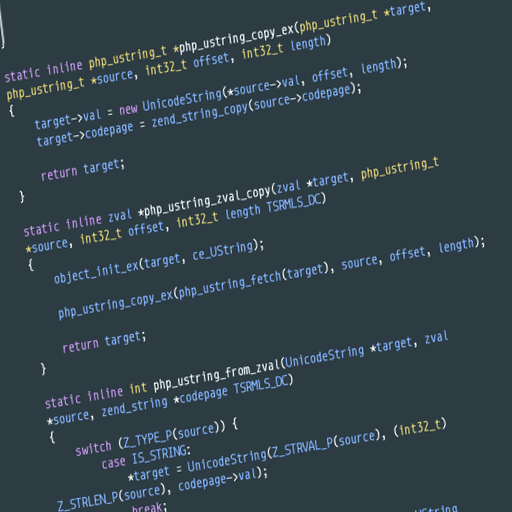 }
static inline php_ustring_t *php_ustring_copy_ex(php_ustring_t *target,
php_ustring_t *source, int32_t offset, int32_t length)
{
target->val = new UnicodeString(*source->val, offset, length);
target->codepage = zend_string_copy(source->codepage);
return target;
}
static inline zval *php_ustring_zval_copy(zval *target, php_ustring_t
*source, int32_t offset, int32_t length TSRMLS_DC)
{
object_init_ex(target, ce_UString);
php_ustring_copy_ex(php_ustring_fetch(target), source, offset, length);
return target;
}
static inline int php_ustring_from_zval(UnicodeString *target, zval
*source, zend_string *codepage TSRMLS_DC)
{
switch (Z_TYPE_P(source)) {
case IS_STRING:
*target = UnicodeString(Z_STRVAL_P(source), (int32_t)
Z_STRLEN_P(source), codepage->val);
break;